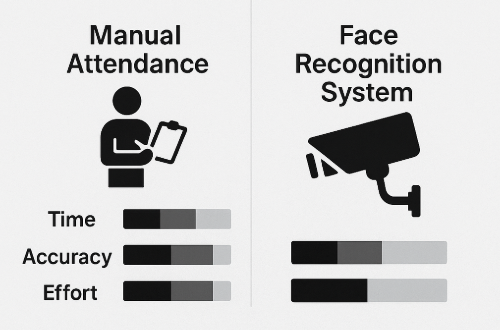 Manual
Attendance
Face
Recognition
System
Time
Accuracy
Effort